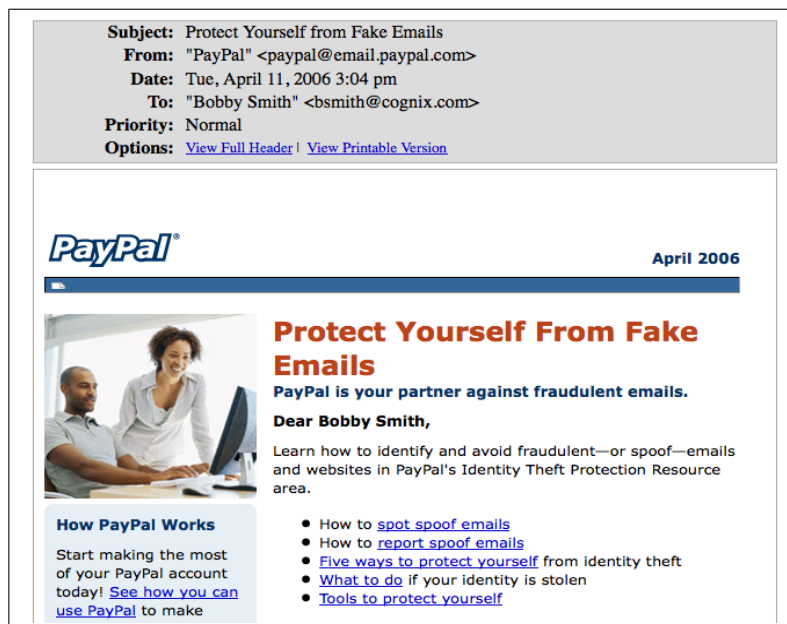 Subject: Protect Yourself from Fake Emails
From: "PayPal" <paypal@email.paypal.com>
Date: Tue, April 11, 2006 3:04 pm
To: "Bobby Smith" <bsmith@cognix.com>
Priority: Normal
Options: View Full Header | View Printable Version
PayPal®
April 2006
Protect Yourself From Fake
Emails
PayPal is your partner against fraudulent emails.
Dear Bobby Smith,
Learn how to identify and avoid fraudulent—or spoof—emails
and websites in PayPal's Identity Theft Protection Resource
area.
• How to spot spoof emails
• How to report spoof emails
• Five ways to protect yourself from identity theft
• What to do if your identity is stolen
• Tools to protect yourself
How PayPal Works
Start making the most
of your PayPal account
today! See how you can
use PayPal to make